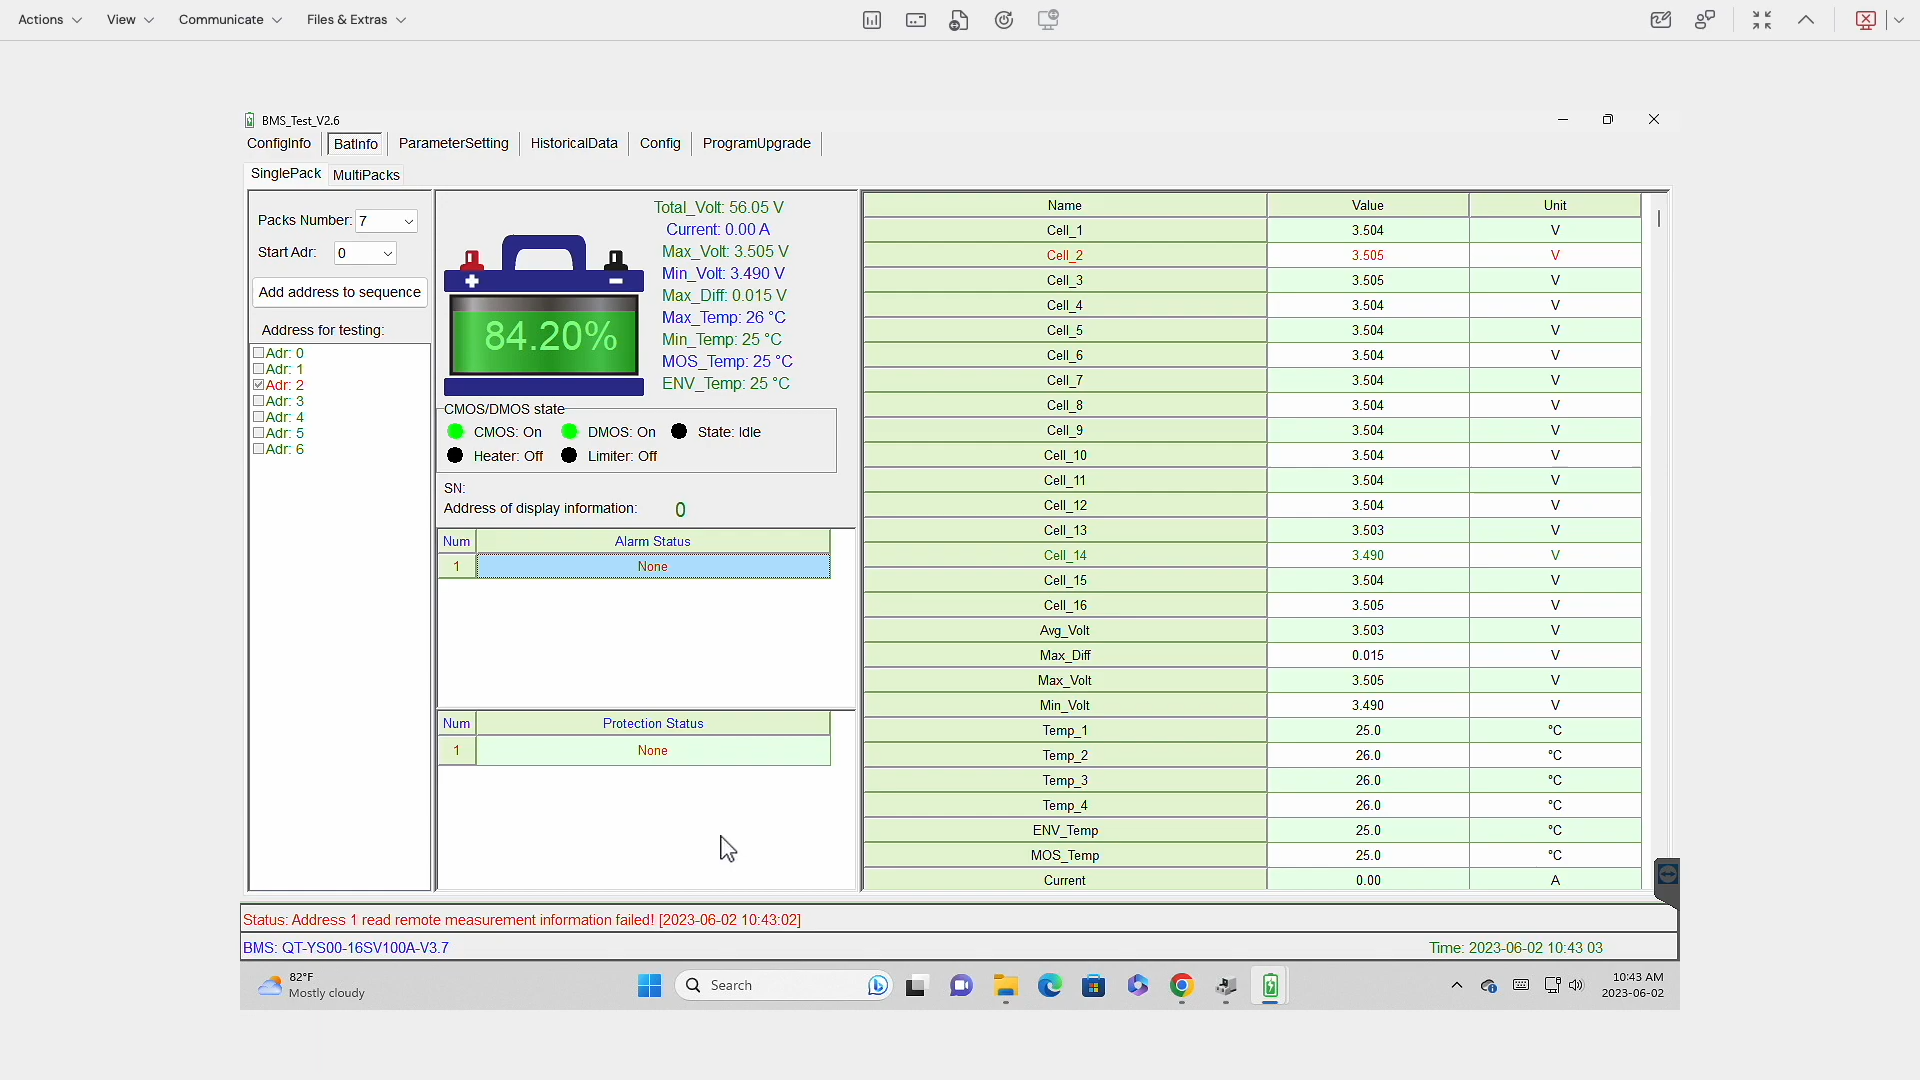 Actions View Communicate Files & Extras
BMS_Test_V2.6
ConfigInfo BatInfo ParameterSetting HistoricalData Config ProgramUpgrade
SinglePack MultiPacks
Packs Number: 7
Start Adr: 0
Add address to sequence
Address for testing:
Adr: 0
Adr: 1
Adr: 2
Adr: 3
Adr: 4
Adr: 5
Adr: 6
84.20%
Total_Volt: 56.05 V
Current: 0.00 A
Max_Volt: 3.505 V
Min_Volt: 3.490 V
Max_Diff: 0.015 V
Max_Temp: 26 °C
Min_Temp: 25 °C
MOS_Temp: 25 °C
ENV_Temp: 25 °C
CMOS/DMOS state
CMOS: On DMOS: On State: Idle
Heater: Off Limiter: Off
SN:
Address of display information: 0
Num Alarm Status
1 None
Num Protection Status
1 None
Name Value Unit
Cell_1 3.504 V
Cell_2 3.505 V
Cell_3 3.505 V
Cell_4 3.504 V
Cell_5 3.504 V
Cell_6 3.504 V
Cell_7 3.504 V
Cell_8 3.504 V
Cell_9 3.504 V
Cell_10 3.504 V
Cell_11 3.504 V
Cell_12 3.504 V
Cell_13 3.503 V
Cell_14 3.490 V
Cell_15 3.504 V
Cell_16 3.505 V
Avg_Volt 3.503 V
Max_Diff 0.015 V
Max_Volt 3.505 V
Min_Volt 3.490 V
Temp_1 25.0 °C
Temp_2 26.0 °C
Temp_3 26.0 °C
Temp_4 26.0 °C
ENV_Temp 25.0 °C
MOS_Temp 25.0 °C
Current 0.00 A
Status: Address 1 read remote measurement information failed! [2023-06-02 10:43:02]
BMS: QT-YS00-16SV100A-V3.7 Time: 2023-06-02 10:43 03
82°F
Mostly cloudy
Search
10:43 AM
2023-06-02